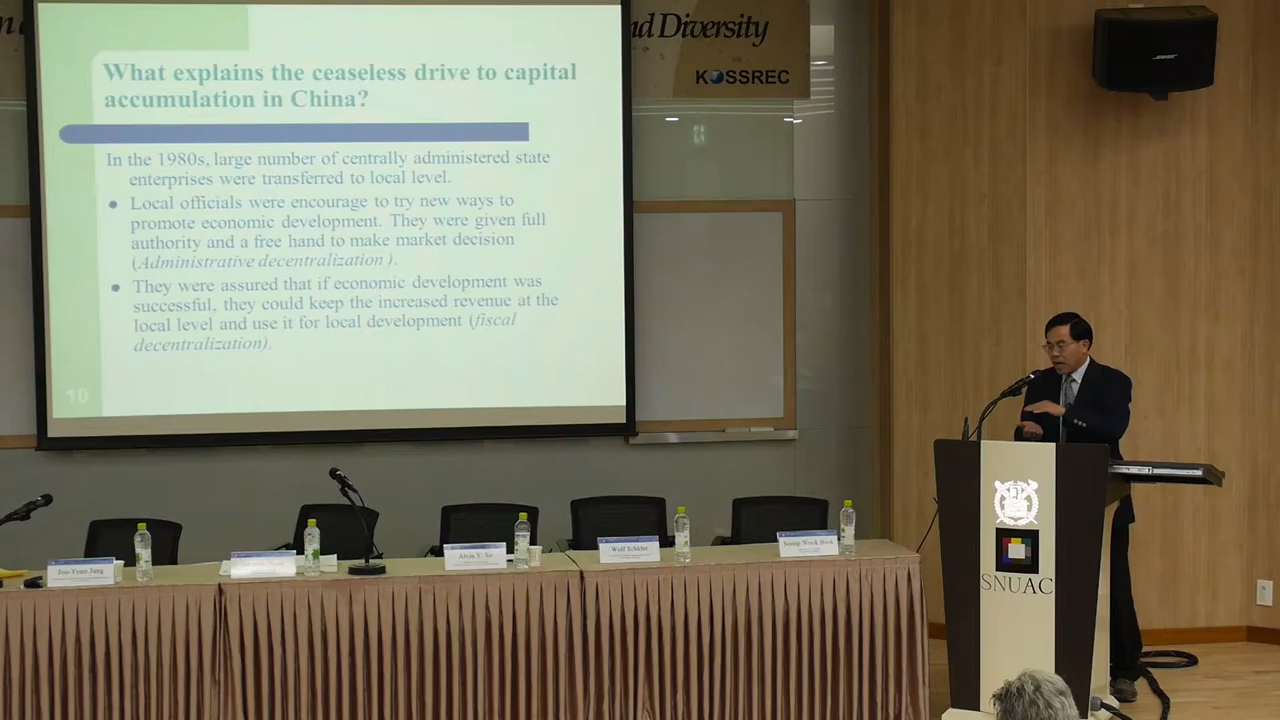 nd Diversity
KOSSREC
BOSE
What explains the ceaseless drive to capital
accumulation in China?
In the 1980s, large number of centrally administered state
enterprises were transferred to local level.
Local officials were encourage to try new ways to
promote economic development. They were given full
authority and a free hand to make market decision
(Administrative decentralization ).
They were assured that if economic development was
successful, they could keep the increased revenue at the
local level and use it for local development (fiscal
decentralization).
10
Alvin Y. So
Wolf Schäfer
SNUAC